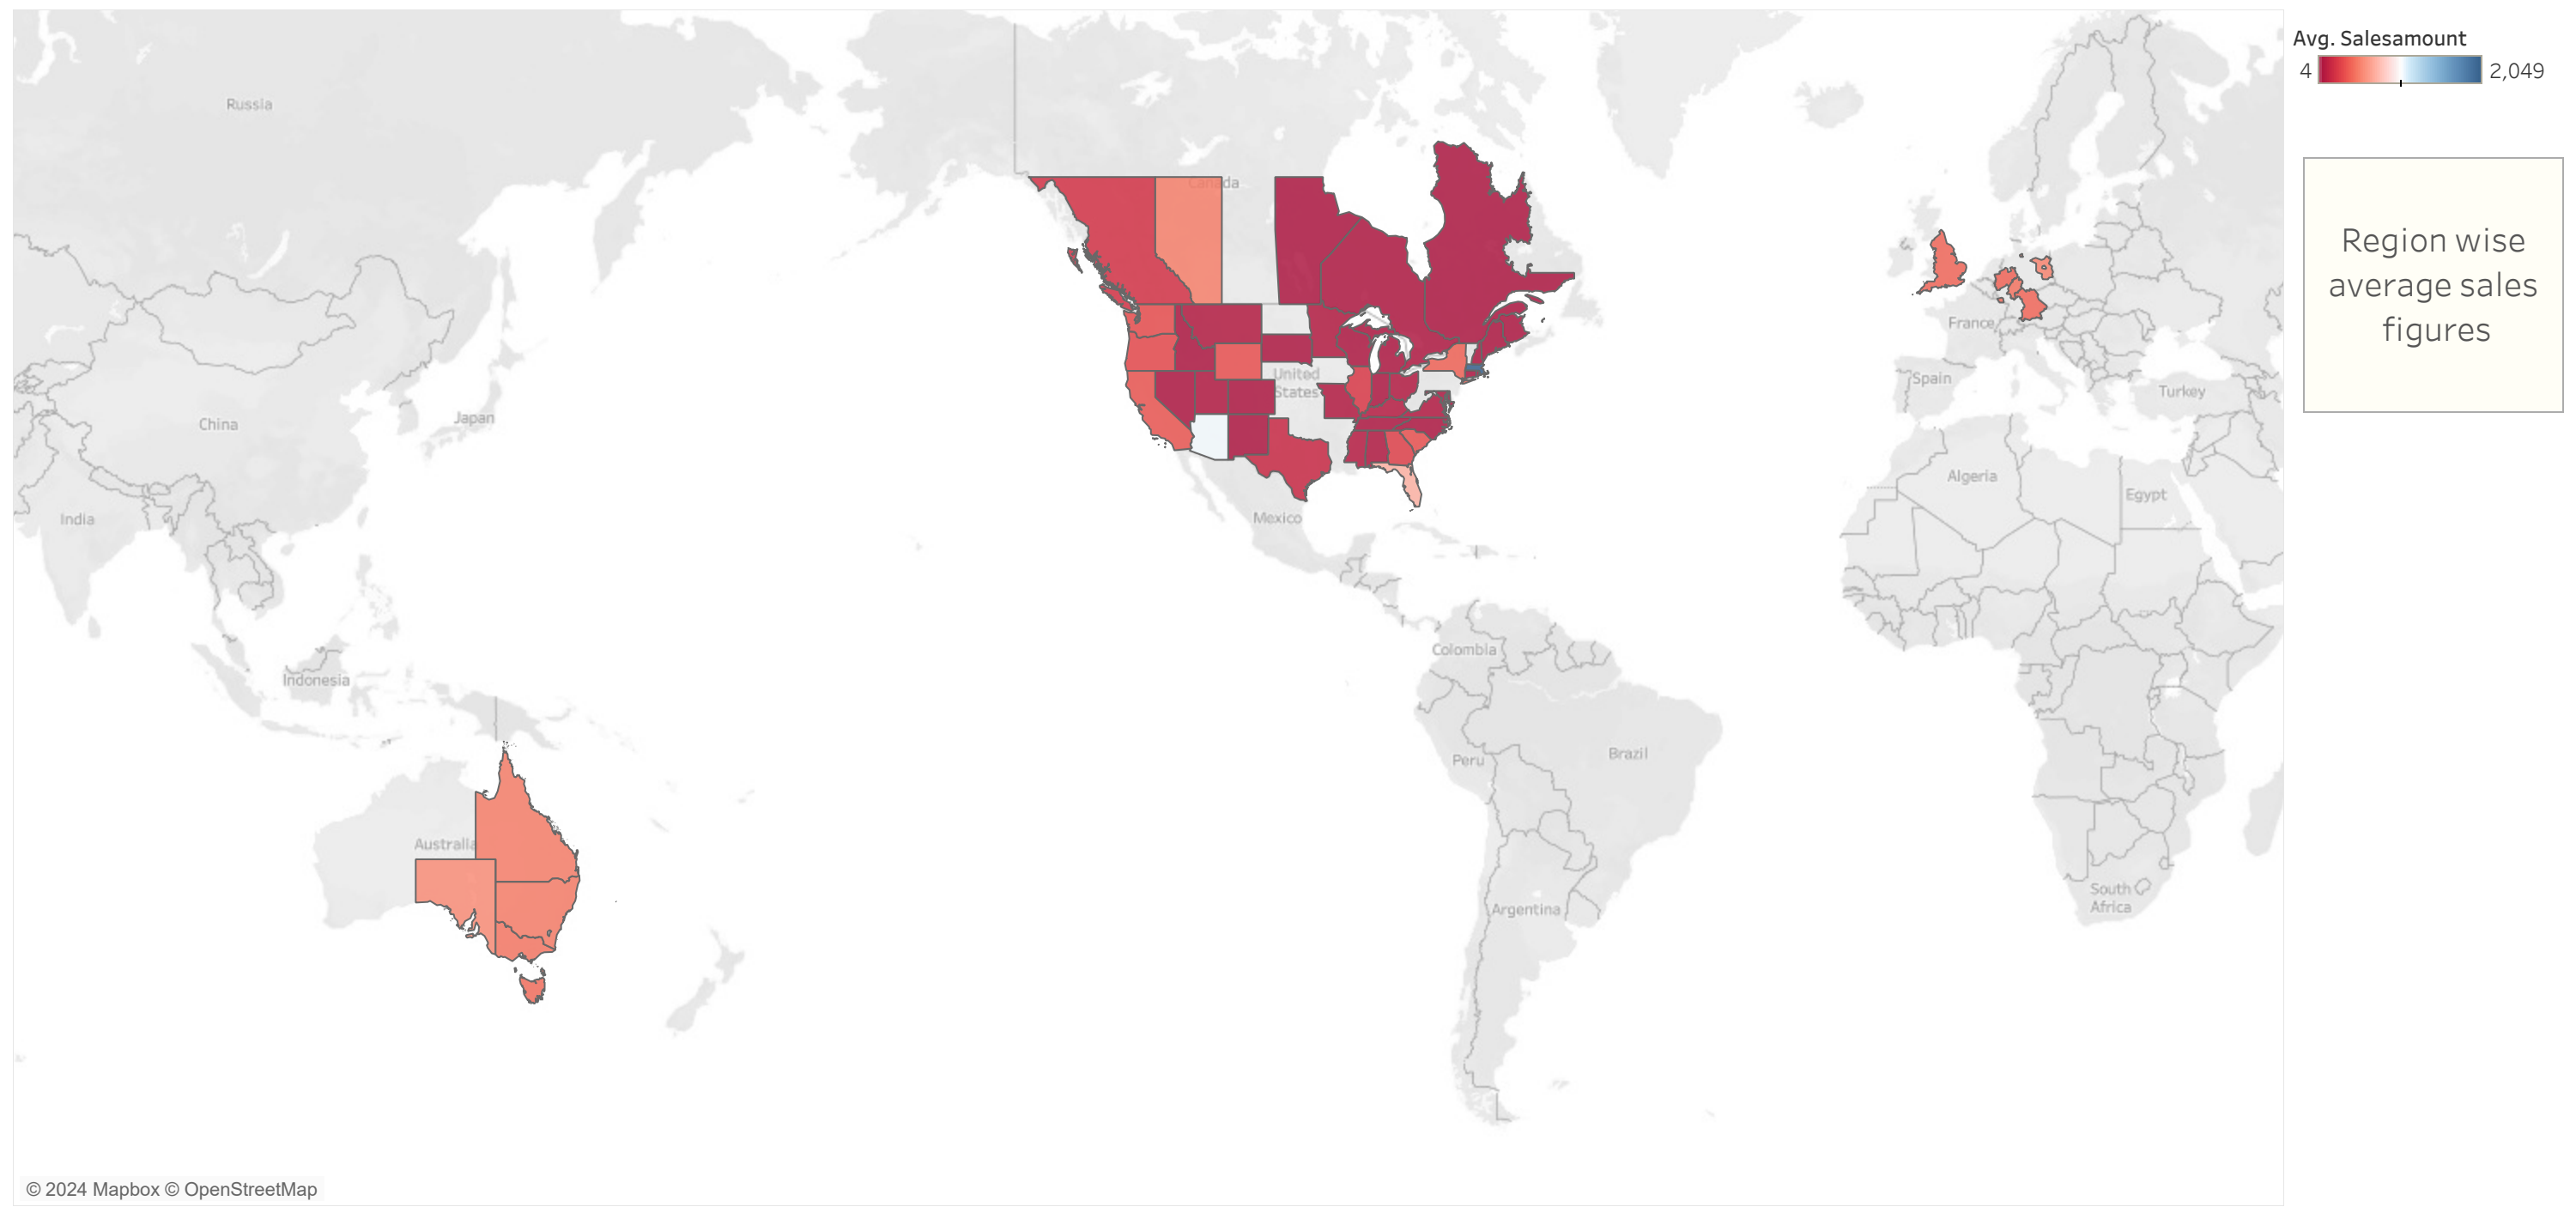 Avg. Salesamount
4 2,049
Region wise
average sales
figures
Russia
Canada
China
Japan
India
Indonesia
Australia
United
States
Mexico
Colombia
Peru
Brazil
Argentina
France
Spain
Turkey
Algeria
Egypt
South
Africa
© 2024 Mapbox © OpenStreetMap